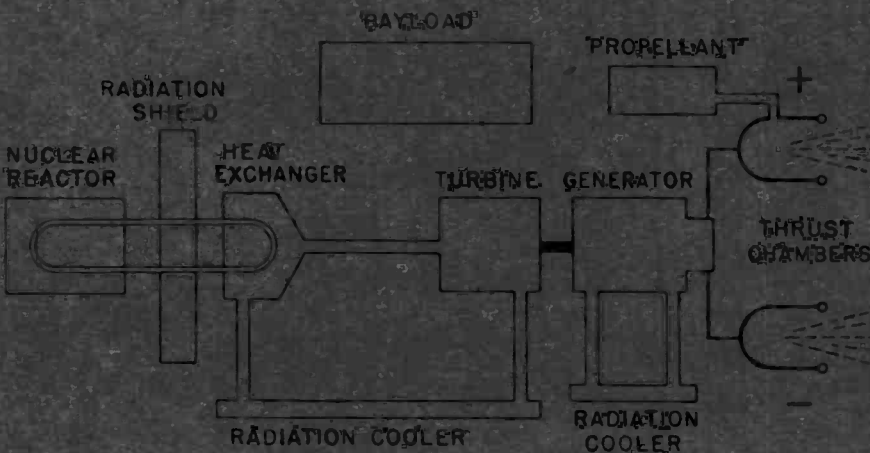 PAYLOAD
PROPELLANT
+
RADIATION
SHIELD
NUCLEAR
REACTOR
HEAT
EXCHANGER
TURBINE
GENERATOR
THRUST
CHAMBERS
−
RADIATION COOLER
RADIATION
COOLER